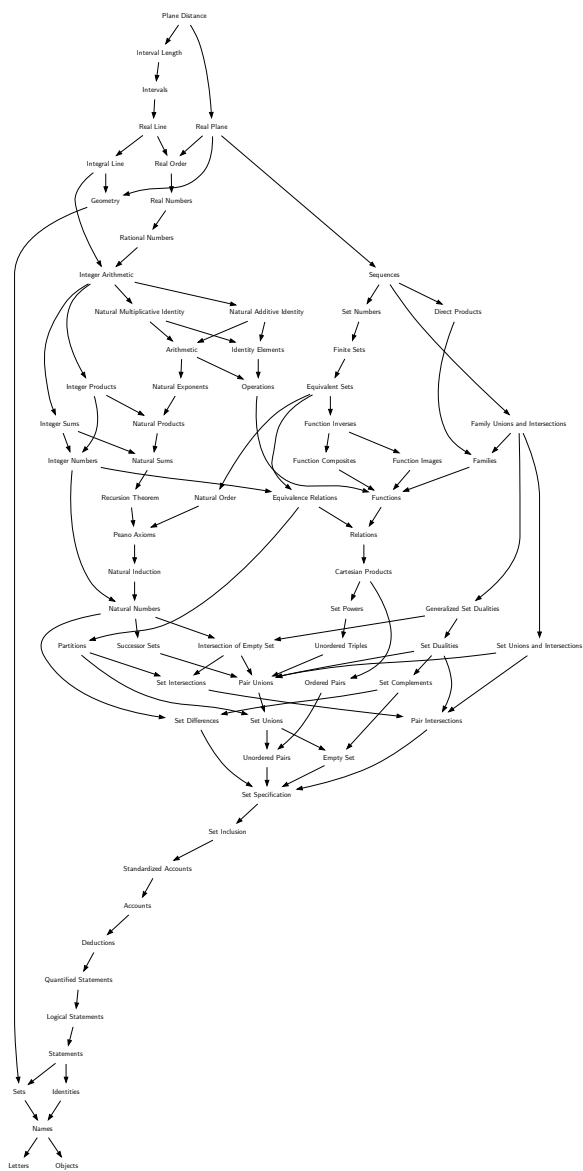 Plane Distance
Interval Length
Intervals
Real Line Real Plane
Integral Line Real Order
Geometry Real Numbers
Rational Numbers
Integer Arithmetic Sequences
Natural Multiplicative Identity Natural Additive Identity Set Numbers Direct Products
Arithmetic Identity Elements Finite Sets
Integer Products Natural Exponents Operations Equivalent Sets
Integer Sums Natural Products Function Inverses Family Unions and Intersections
Integer Numbers Natural Sums Function Composites Function Images Families
Recursion Theorem Natural Order Equivalence Relations Functions
Peano Axioms Relations
Natural Induction Cartesian Products
Natural Numbers Set Powers Generalized Set Dualities
Partitions Successor Sets Intersection of Empty Set Unordered Triples Set Dualities Set Unions and Intersections
Set Intersections Pair Unions Ordered Pairs Set Complements
Set Differences Set Unions Pair Intersections
Unordered Pairs Empty Set
Set Specification
Set Inclusion
Standardized Accounts
Accounts
Deductions
Quantified Statements
Logical Statements
Statements
Sets Identities
Names
Letters Objects